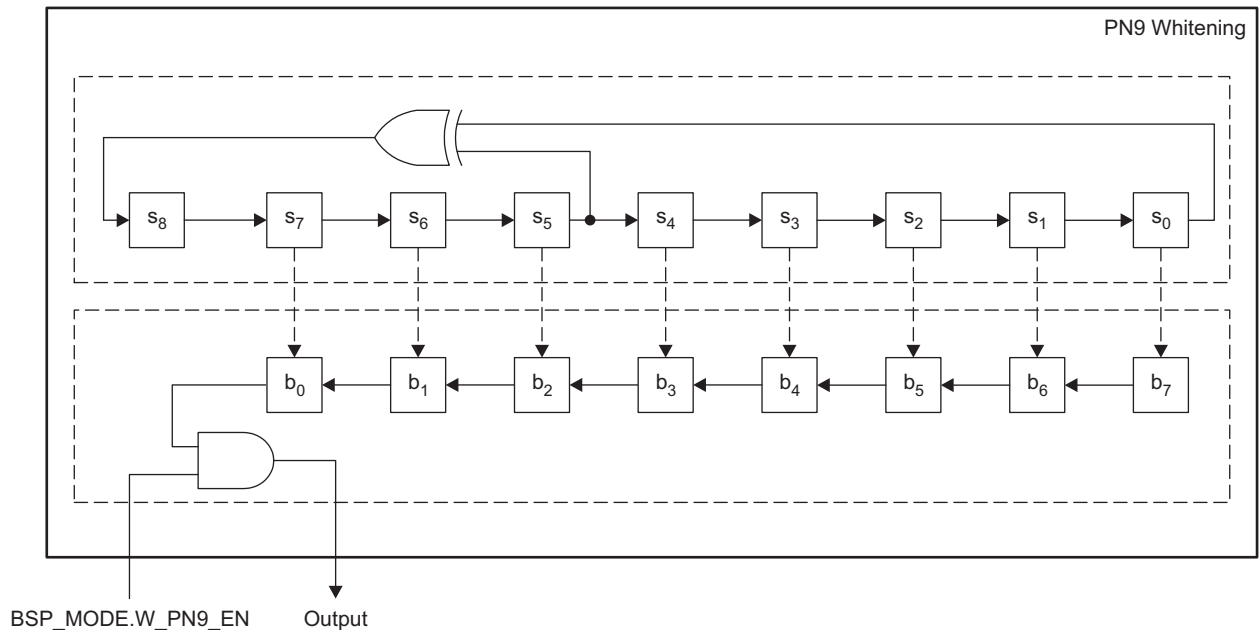 PN9 Whitening
s8 s7 s6 s5 s4 s3 s2 s1 s0
b0 b1 b2 b3 b4 b5 b6 b7
BSP_MODE.W_PN9_EN Output